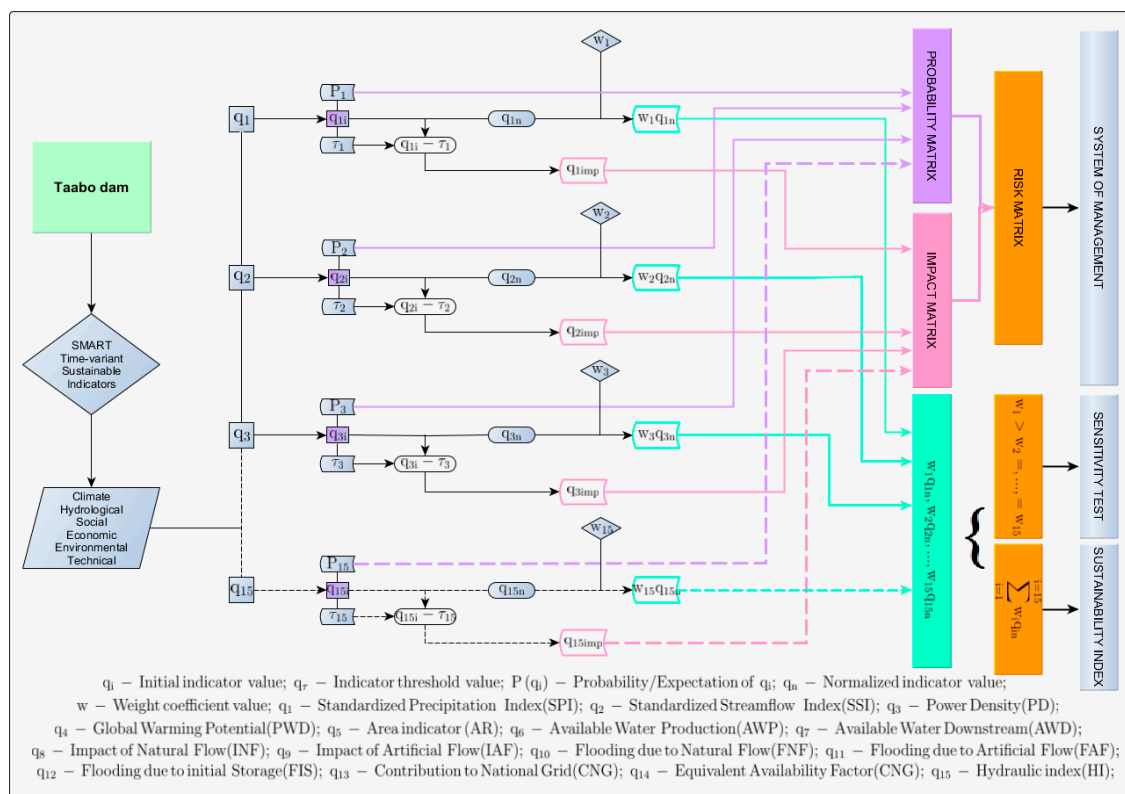 Taabo dam
SMART
Time-variant
Sustainable
Indicators
Climate
Hydrological
Social
Economic
Environmental
Technical
q₁
P₁
q₁ᵢ
τ₁
q₁ᵢ − τ₁
q₁ₙ
w₁
w₁q₁ₙ
q₁imp
q₂
P₂
q₂ᵢ
τ₂
q₂ᵢ − τ₂
q₂ₙ
w₂
w₂q₂ₙ
q₂imp
q₃
P₃
q₃ᵢ
τ₃
q₃ᵢ − τ₃
q₃ₙ
w₃
w₃q₃ₙ
q₃imp
q₁₅
P₁₅
q₁₅ᵢ
τ₁₅
q₁₅ᵢ − τ₁₅
q₁₅ₙ
w₁₅
w₁₅q₁₅ₙ
q₁₅imp
PROBABILITY MATRIX
IMPACT MATRIX
w₁q₁ₙ, w₂q₂ₙ, ..., w₁₅q₁₅ₙ
{
RISK MATRIX
w₁ > w₂ =, ..., = w₁₅
i=15
∑ wᵢqᵢₙ
i=1
SYSTEM OF MANAGEMENT
SENSITIVITY TEST
SUSTAINABILITY INDEX
qᵢ − Initial indicator value; q_τ − Indicator threshold value; P (qᵢ) − Probability/Expectation of qᵢ; qₙ − Normalized indicator value;
w − Weight coefficient value; q₁ − Standardized Precipitation Index(SPI); q₂ − Standardized Streamflow Index(SSI); q₃ − Power Density(PD);
q₄ − Global Warming Potential(PWD); q₅ − Area indicator (AR); q₆ − Available Water Production(AWP); q₇ − Available Water Downstream(AWD);
q₈ − Impact of Natural Flow(INF); q₉ − Impact of Artificial Flow(IAF); q₁₀ − Flooding due to Natural Flow(FNF); q₁₁ − Flooding due to Artificial Flow(FAF);
q₁₂ − Flooding due to initial Storage(FIS); q₁₃ − Contribution to National Grid(CNG); q₁₄ − Equivalent Availability Factor(CNG); q₁₅ − Hydraulic index(HI);